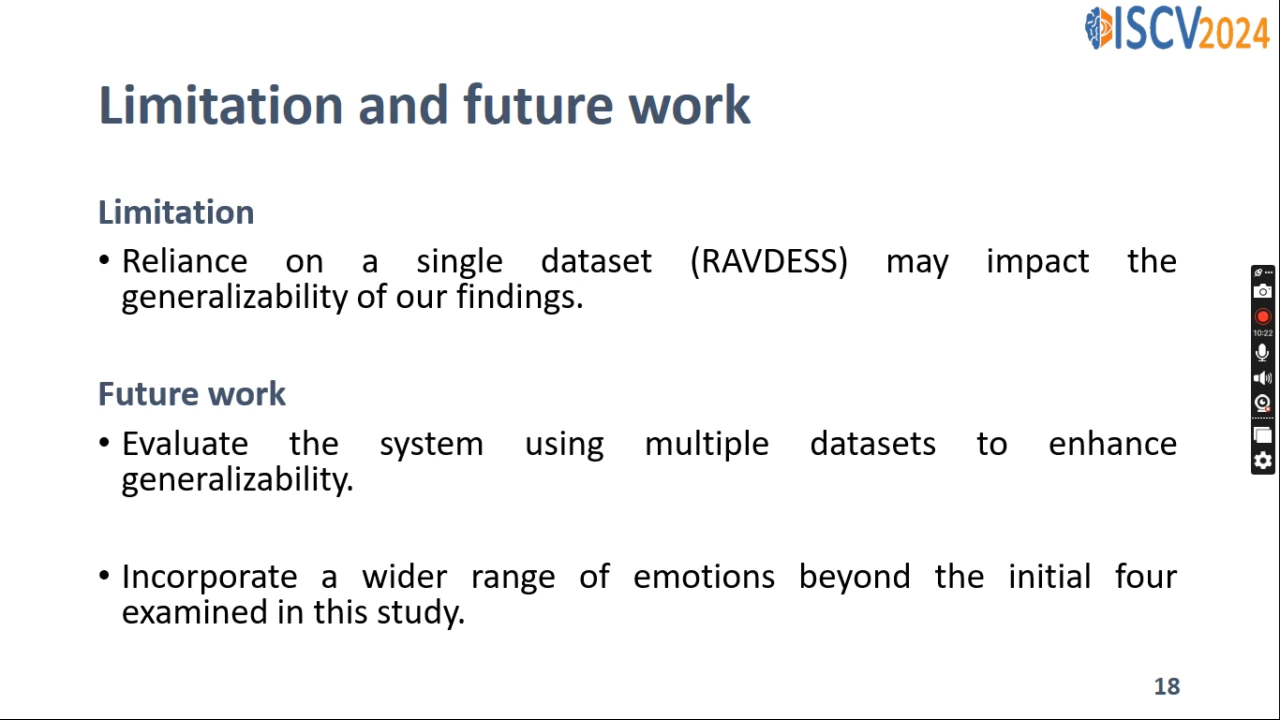 ISCV2024
Limitation and future work
Limitation
• Reliance on a single dataset (RAVDESS) may impact the
generalizability of our findings.
10:22
Future work
• Evaluate the system using multiple datasets to enhance
generalizability.
• Incorporate a wider range of emotions beyond the initial four
examined in this study.
18